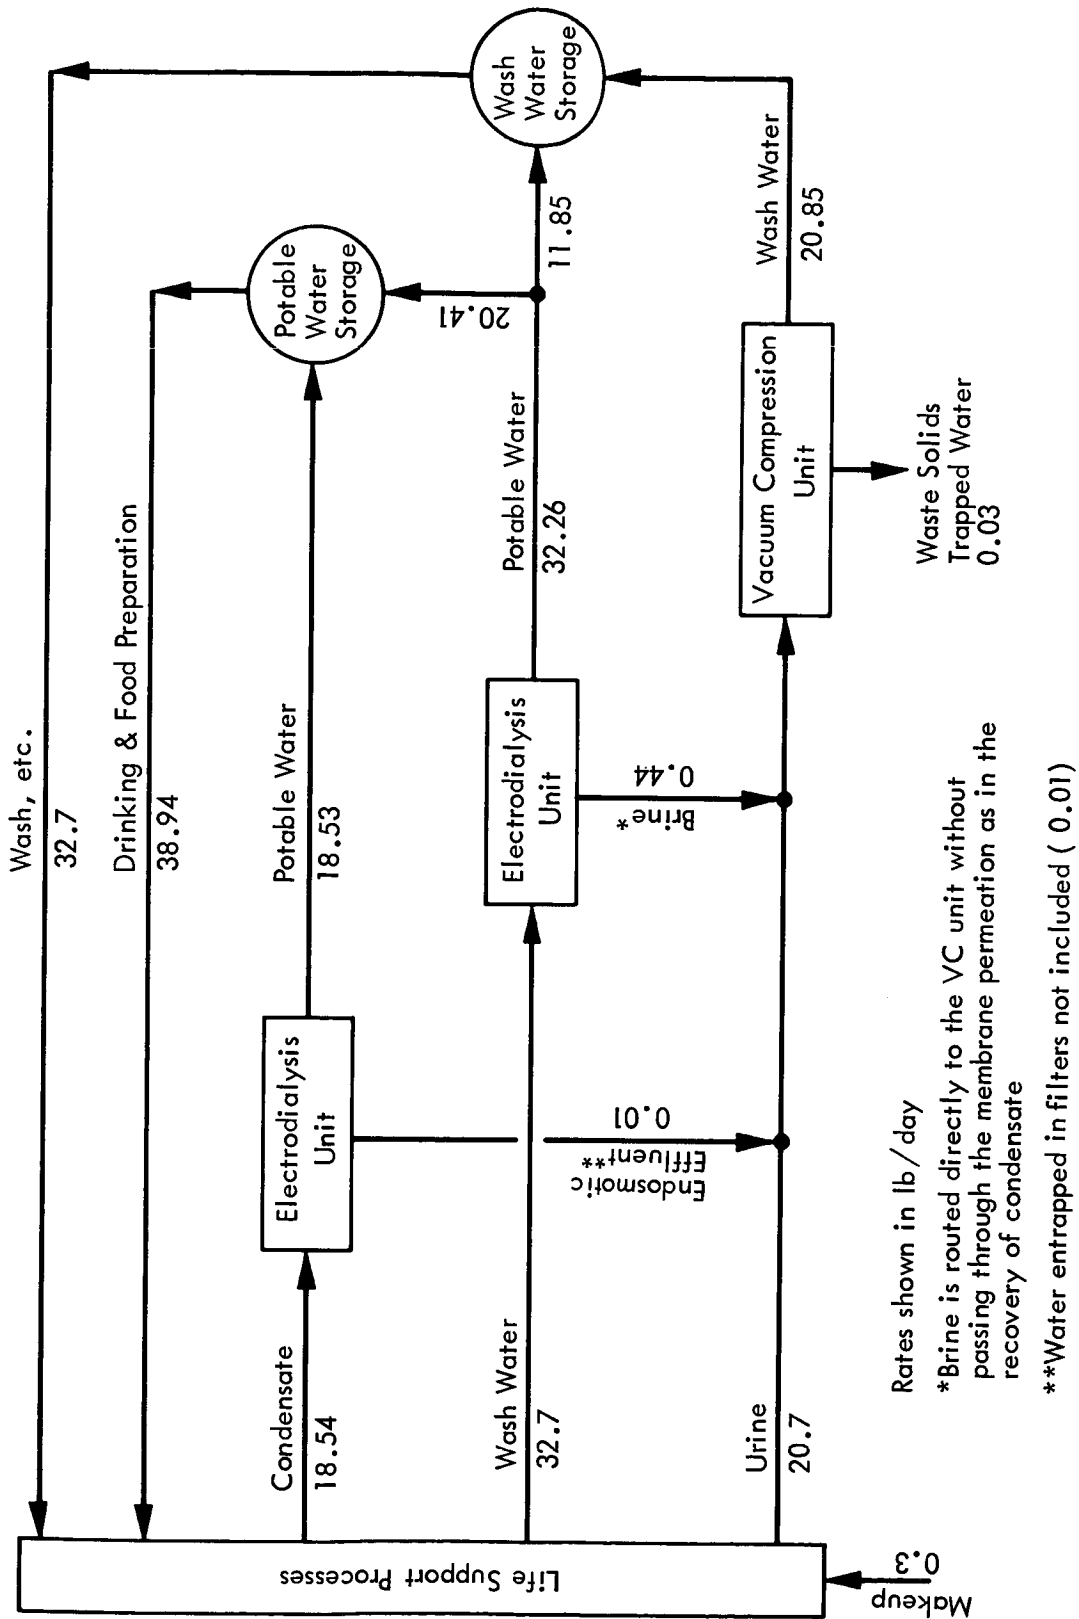 Wash, etc.
32.7
Drinking & Food Preparation
38.94
Wash
Water
Storage
Potable
Water
Storage
Condensate
18.54
Electrodialysis
Unit
Potable Water
18.53
20.41
11.85
Endosmotic
Effluent**
0.01
Wash Water
32.7
Electrodialysis
Unit
Potable Water
32.26
Brine*
0.44
Urine
20.7
Vacuum Compression
Unit
Wash Water
20.85
Waste Solids
Trapped Water
0.03
Life Support Processes
Makeup
0.3
Rates shown in lb/day
*Brine is routed directly to the VC unit without
passing through the membrane permeation as in the
recovery of condensate
**Water entrapped in filters not included ( 0.01)